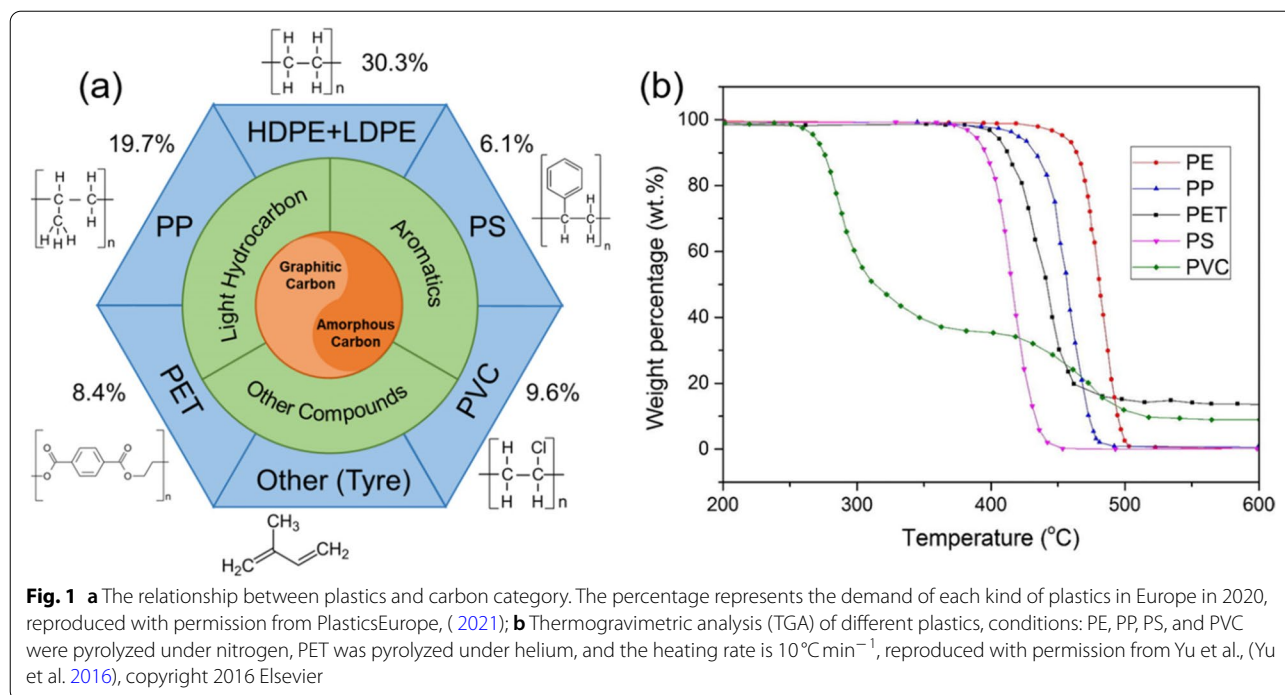 (a)
30.3%
HDPE+LDPE
19.7%
PP
6.1%
PS
8.4%
PET
9.6%
PVC
Other (Tyre)
Light Hydrocarbon
Aromatics
Other Compounds
Graphitic
Carbon
Amorphous
Carbon
H H
C C
H H
n
H H
C C
H C H
H H
n
H
C C
H H
n
O O
O O
n
H Cl
C C
H H
n
CH₃
H₂C CH₂
(b)
Weight percentage (wt.%)
100
80
60
40
20
0
200 300 400 500 600
Temperature (°C)
PE
PP
PET
PS
PVC
Fig. 1 a The relationship between plastics and carbon category. The percentage represents the demand of each kind of plastics in Europe in 2020,
reproduced with permission from PlasticsEurope, ( 2021); b Thermogravimetric analysis (TGA) of different plastics, conditions: PE, PP, PS, and PVC
were pyrolyzed under nitrogen, PET was pyrolyzed under helium, and the heating rate is 10 °C min⁻¹, reproduced with permission from Yu et al., (Yu
et al. 2016), copyright 2016 Elsevier